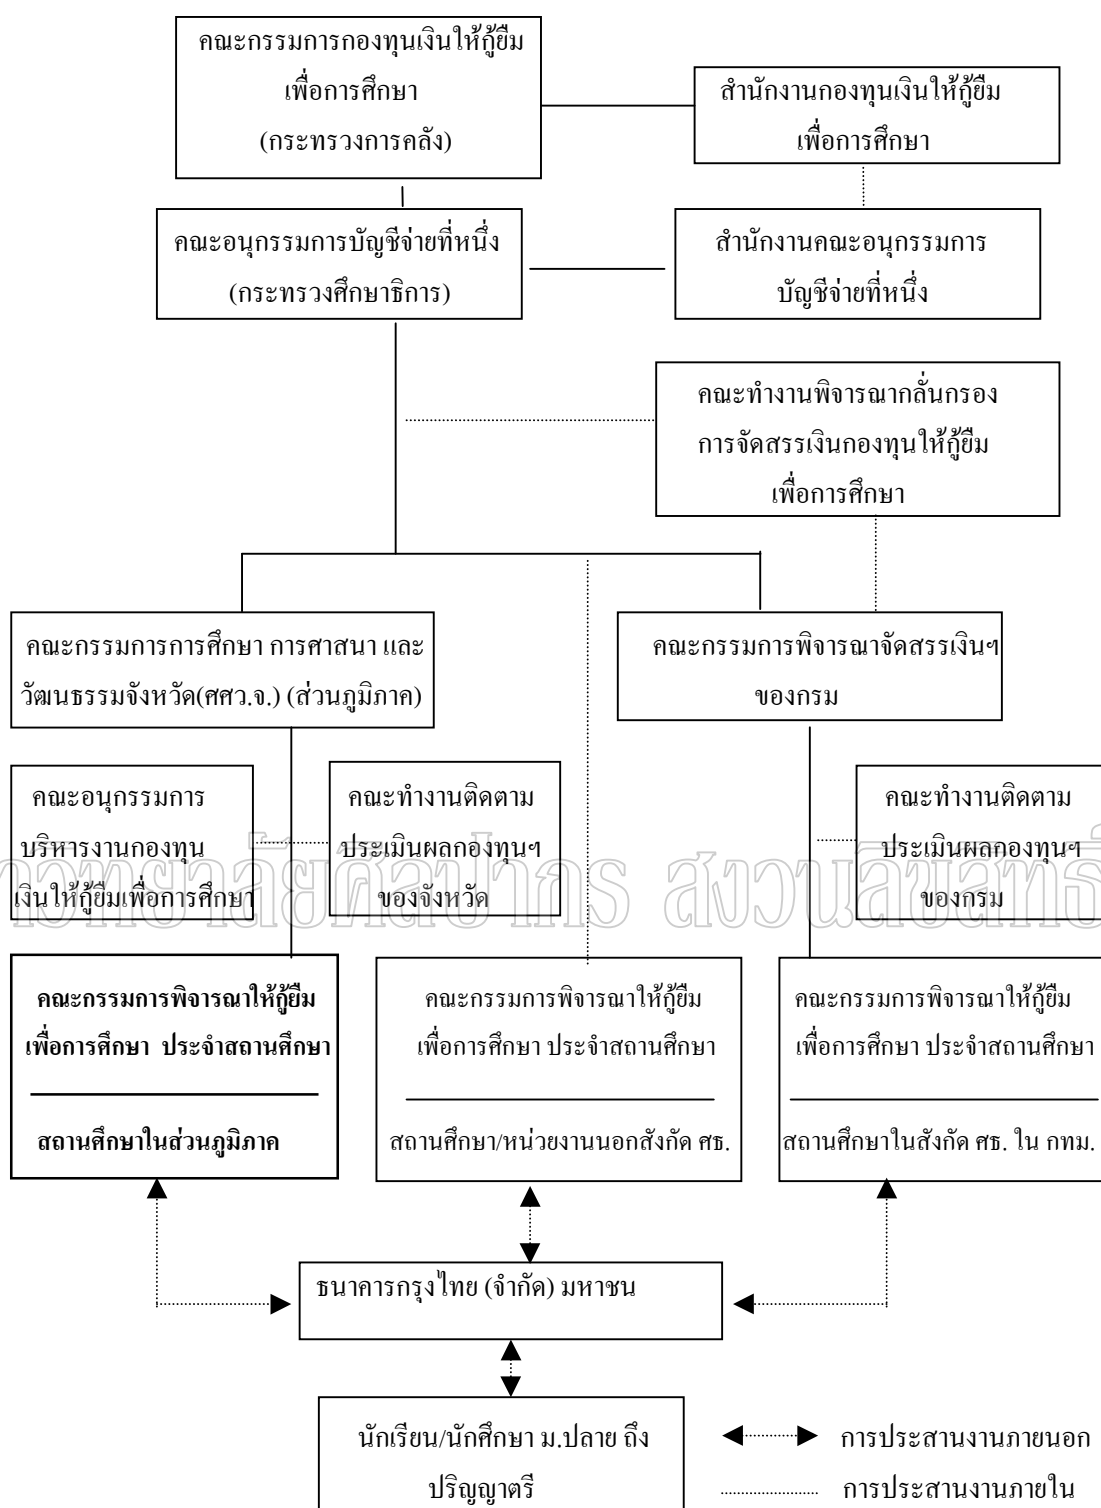 คณะกรรมการกองทุนเงินให้กู้ยืม
เพื่อการศึกษา
(กระทรวงการคลัง)
สำนักงานกองทุนเงินให้กู้ยืม
เพื่อการศึกษา
คณะอนุกรรมการบัญชีจ่ายที่หนึ่ง
(กระทรวงศึกษาธิการ)
สำนักงานคณะอนุกรรมการ
บัญชีจ่ายที่หนึ่ง
คณะทำงานพิจารณากลั่นกรอง
การจัดสรรเงินกองทุนให้กู้ยืม
เพื่อการศึกษา
คณะกรรมการการศึกษา การศาสนา และ
วัฒนธรรมจังหวัด(ศศว.จ.) (ส่วนภูมิภาค)
คณะกรรมการพิจารณาจัดสรรเงินฯ
ของกรม
คณะอนุกรรมการ
บริหารงานกองทุน
เงินให้กู้ยืมเพื่อการศึกษา
คณะทำงานติดตาม
ประเมินผลกองทุนฯ
ของจังหวัด
คณะทำงานติดตาม
ประเมินผลกองทุนฯ
ของกรม
าวิทยาลัยศิลปากร สงวนลิขสิทธิ์
คณะกรรมการพิจารณาให้กู้ยืม
เพื่อการศึกษา ประจำสถานศึกษา
สถานศึกษาในส่วนภูมิภาค
คณะกรรมการพิจารณาให้กู้ยืม
เพื่อการศึกษา ประจำสถานศึกษา
สถานศึกษา/หน่วยงานนอกสังกัด ศธ.
คณะกรรมการพิจารณาให้กู้ยืม
เพื่อการศึกษา ประจำสถานศึกษา
สถานศึกษาในสังกัด ศธ. ใน กทม.
ธนาคารกรุงไทย (จำกัด) มหาชน
นักเรียน/นักศึกษา ม.ปลาย ถึง
ปริญญาตรี
การประสานงานภายนอก
การประสานงานภายใน